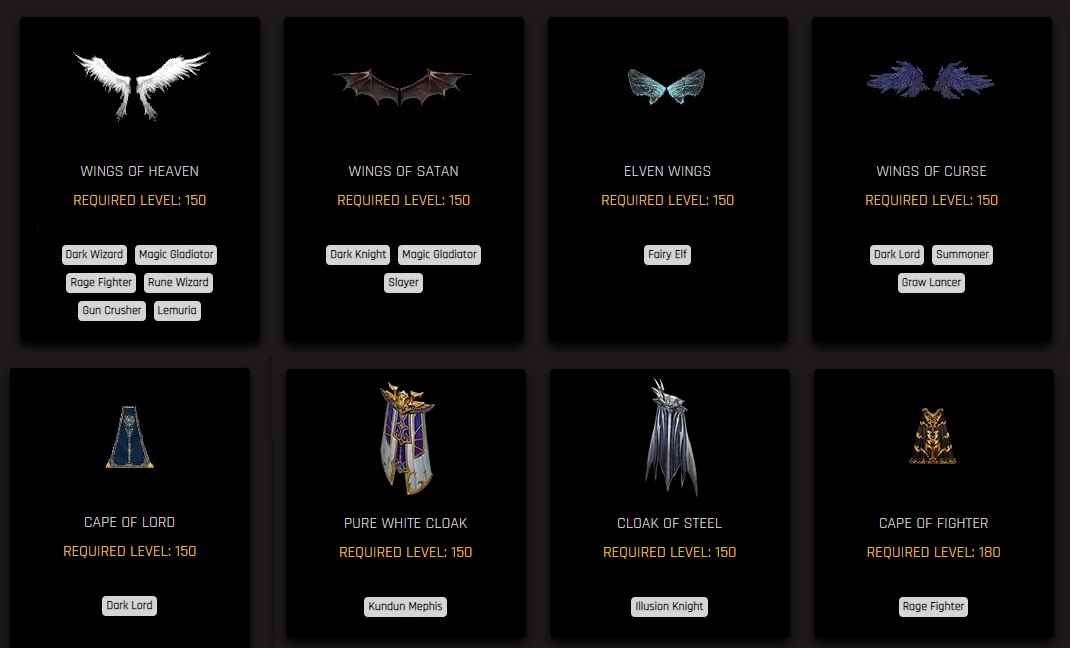 WINGS OF HEAVEN
REQUIRED LEVEL: 150
Dark Wizard Magic Gladiator
Rage Fighter Rune Wizard
Gun Crusher Lemuria
WINGS OF SATAN
REQUIRED LEVEL: 150
Dark Knight Magic Gladiator
Slayer
ELVEN WINGS
REQUIRED LEVEL: 150
Fairy Elf
WINGS OF CURSE
REQUIRED LEVEL: 150
Dark Lord Summoner
Grow Lancer
CAPE OF LORD
REQUIRED LEVEL: 150
Dark Lord
PURE WHITE CLOAK
REQUIRED LEVEL: 150
Kundun Mephis
CLOAK OF STEEL
REQUIRED LEVEL: 150
Illusion Knight
CAPE OF FIGHTER
REQUIRED LEVEL: 180
Rage Fighter